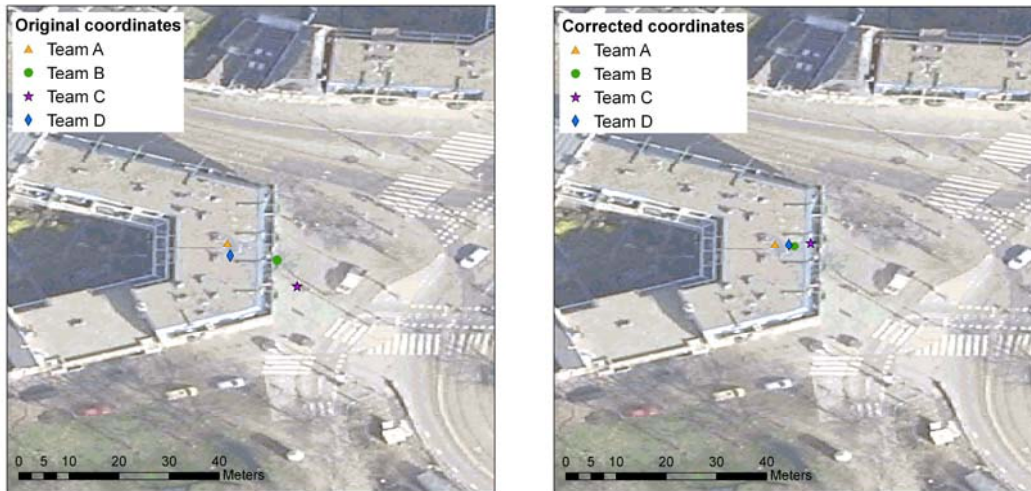 Original coordinates
Team A
Team B
Team C
Team D
0 5 10 20 30 40
Meters
Corrected coordinates
Team A
Team B
Team C
Team D
0 5 10 20 30 40
Meters